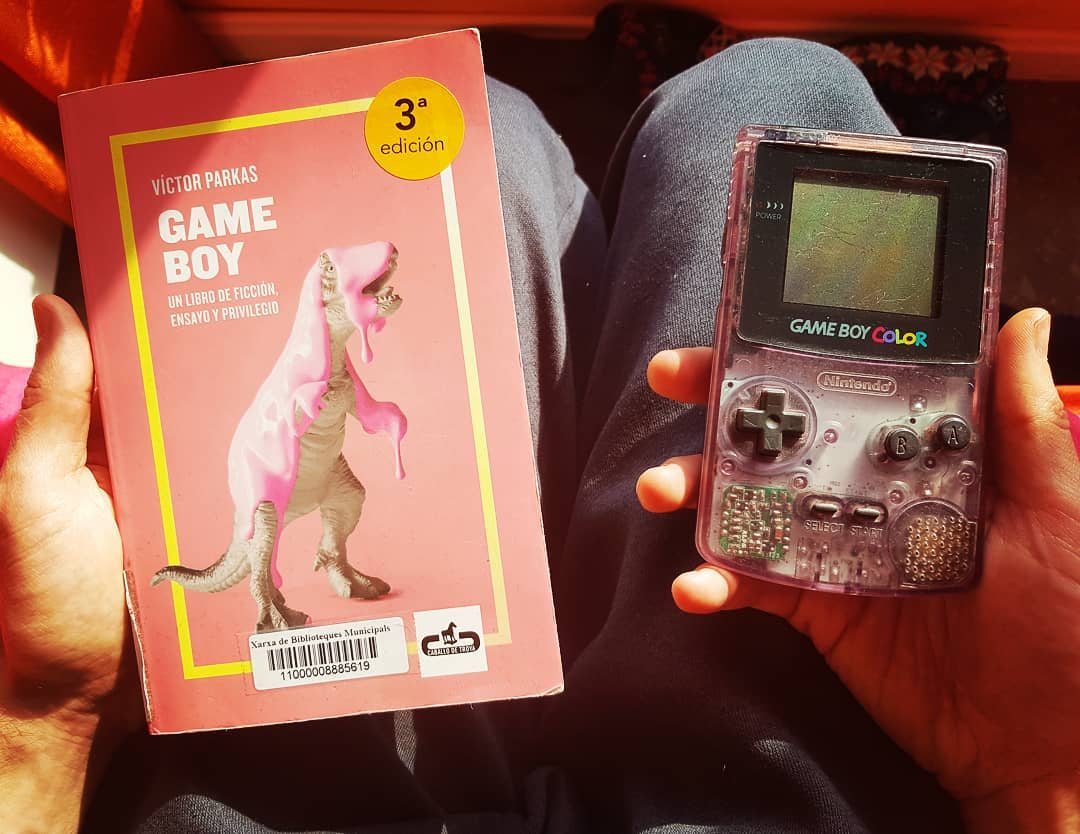 3ª
edición
VÍCTOR PARKAS
GAME
BOY
UN LIBRO DE FICCIÓN,
ENSAYO Y PRIVILEGIO
Xarxa de Biblioteques Municipals
11000008885619
CABALLO DE TROYA
POWER
GAME BOY COLOR
Nintendo
B A
SELECT START